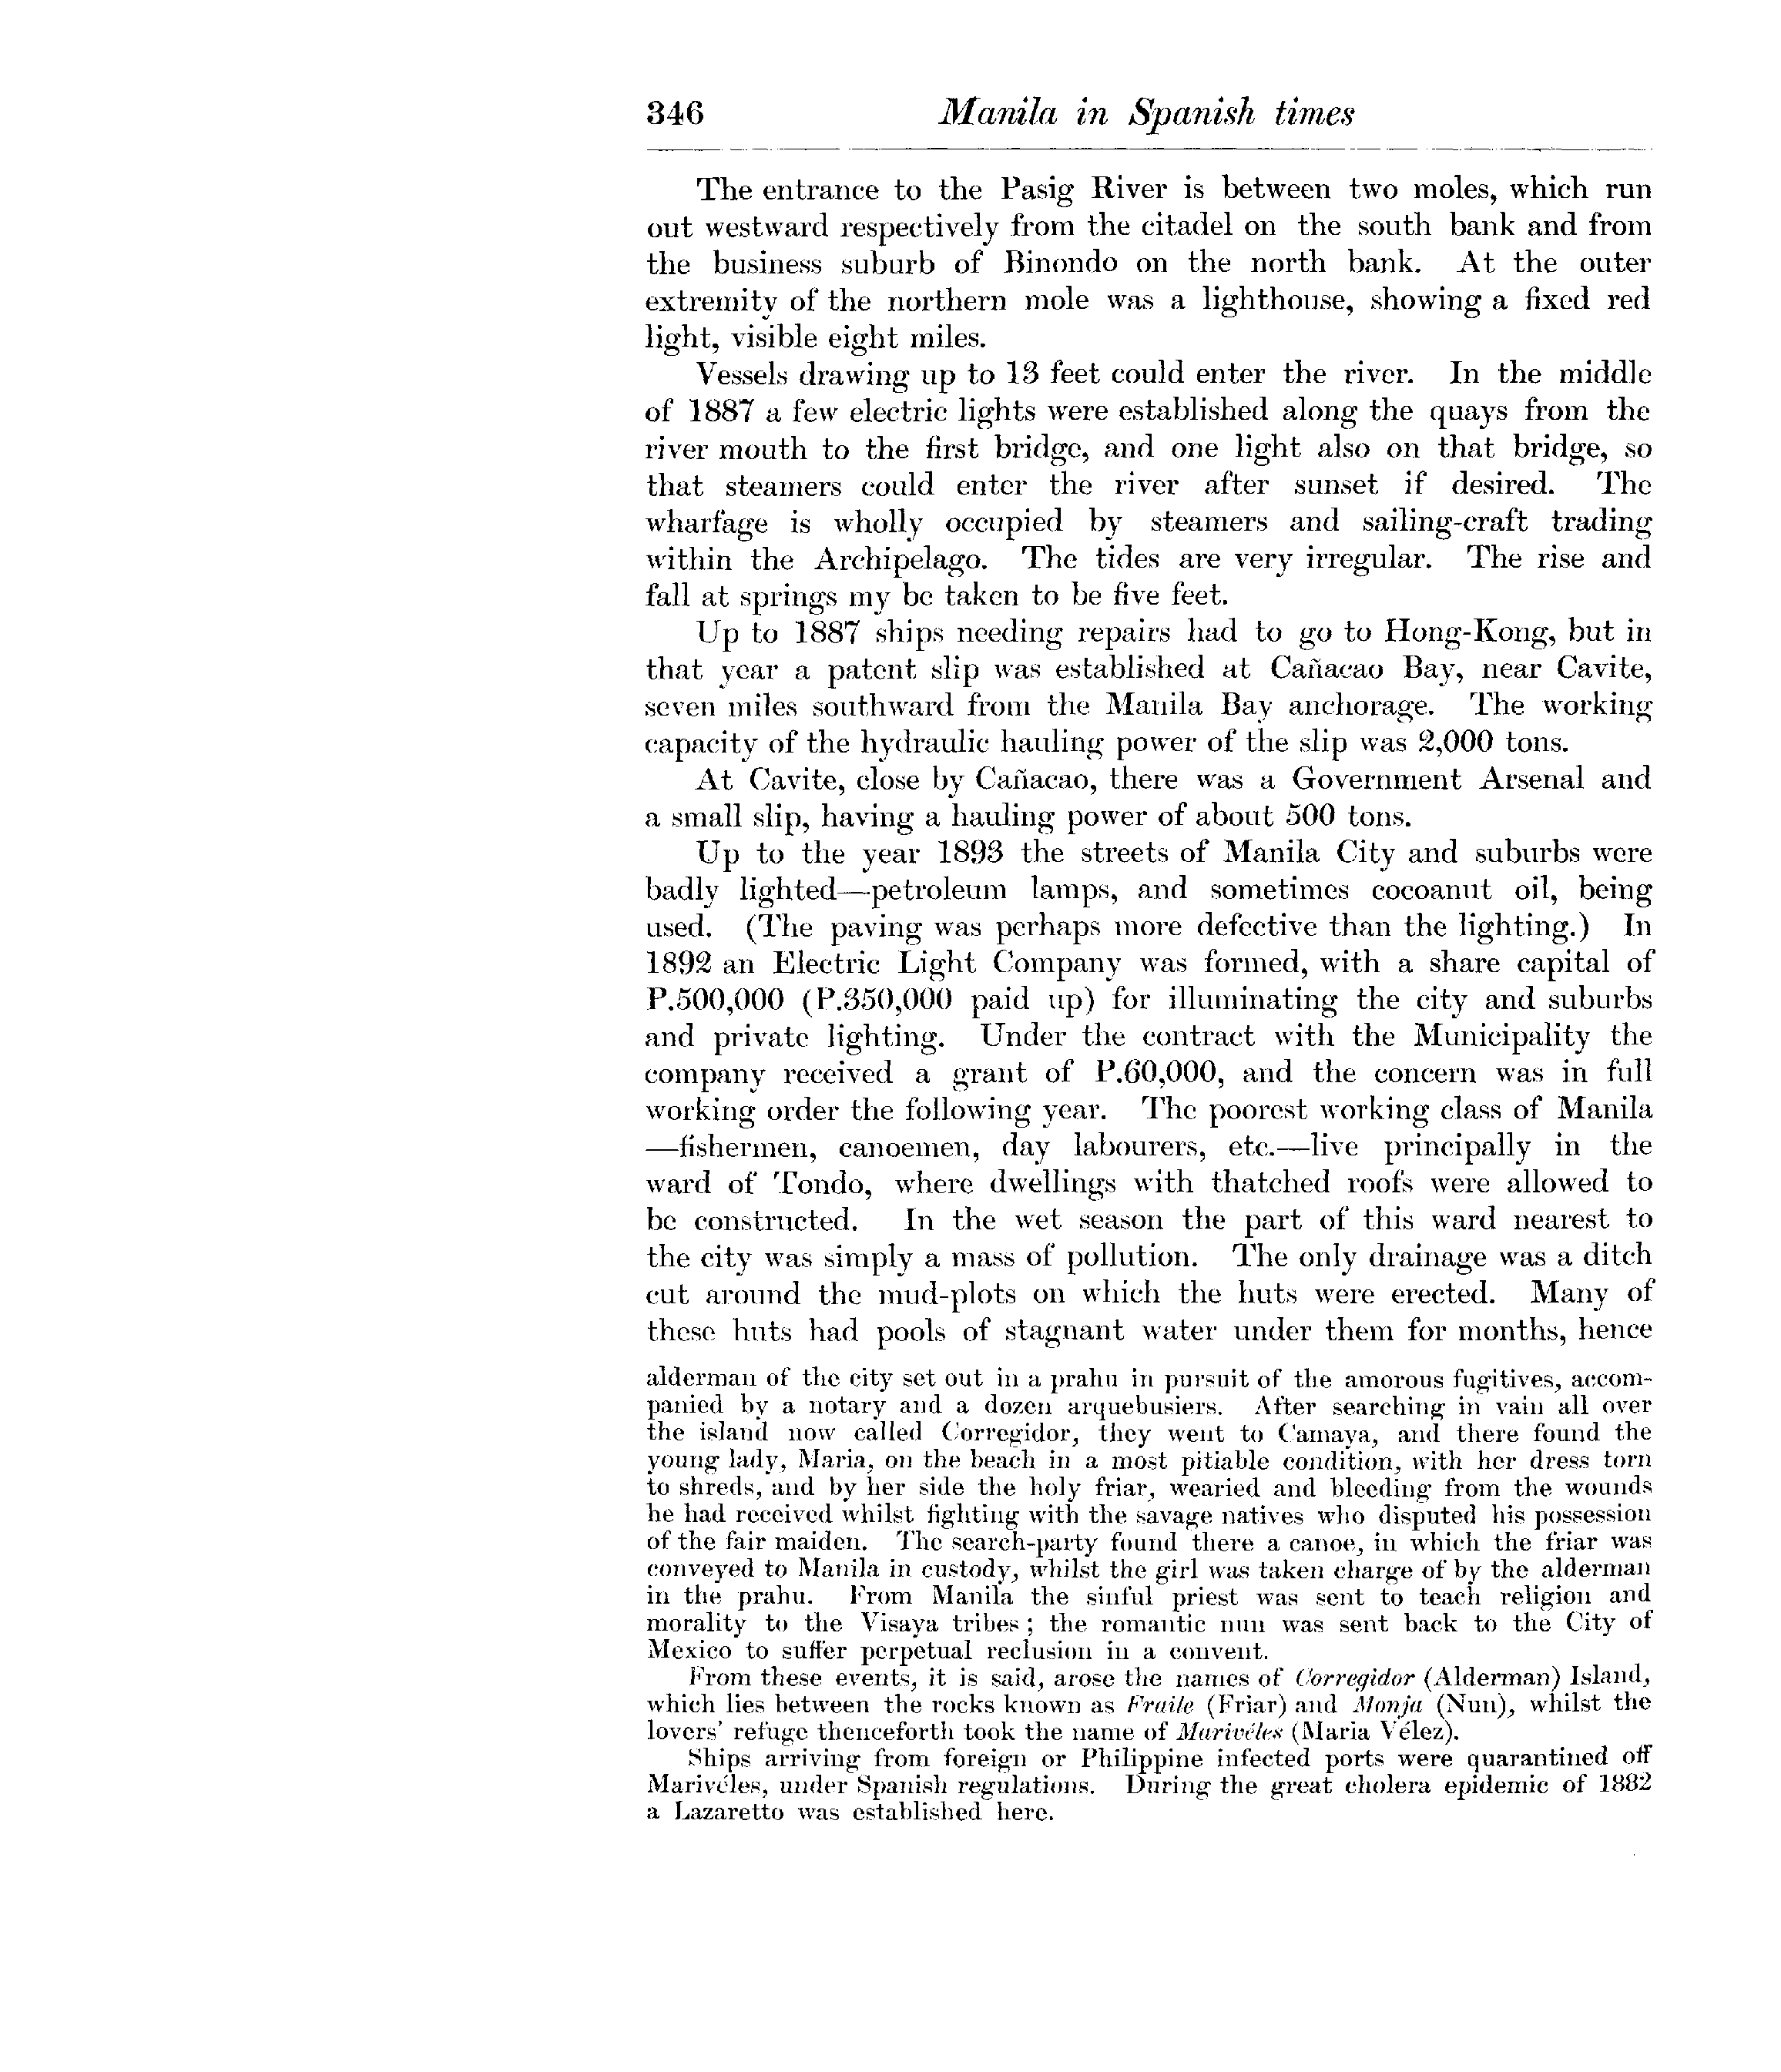 346 Manila in Spanish times
The entrance to the Pasig River is between two moles, which run
out westward respectively from the citadel on the south bank and from
the business suburb of Binondo on the north bank. At the outer
extremity of the northern mole was a lighthouse, showing a fixed red
light, visible eight miles.
Vessels drawing up to 13 feet could enter the river. In the middle
of 1887 a few electric lights were established along the quays from the
river mouth to the first bridge, and one light also on that bridge, so
that steamers could enter the river after sunset if desired. The
wharfage is wholly occupied by steamers and sailing-craft trading
within the Archipelago. The tides are very irregular. The rise and
fall at springs my be taken to be five feet.
Up to 1887 ships needing repairs had to go to Hong-Kong, but in
that year a patent slip was established at Cañacao Bay, near Cavite,
seven miles southward from the Manila Bay anchorage. The working
capacity of the hydraulic hauling power of the slip was 2,000 tons.
At Cavite, close by Cañacao, there was a Government Arsenal and
a small slip, having a hauling power of about 500 tons.
Up to the year 1893 the streets of Manila City and suburbs were
badly lighted—petroleum lamps, and sometimes cocoanut oil, being
used. (The paving was perhaps more defective than the lighting.) In
1892 an Electric Light Company was formed, with a share capital of
P.500,000 (P.350,000 paid up) for illuminating the city and suburbs
and private lighting. Under the contract with the Municipality the
company received a grant of P.60,000, and the concern was in full
working order the following year. The poorest working class of Manila
—fishermen, canoemen, day labourers, etc.—live principally in the
ward of Tondo, where dwellings with thatched roofs were allowed to
be constructed. In the wet season the part of this ward nearest to
the city was simply a mass of pollution. The only drainage was a ditch
cut around the mud-plots on which the huts were erected. Many of
these huts had pools of stagnant water under them for months, hence
alderman of the city set out in a prahu in pursuit of the amorous fugitives, accom-
panied by a notary and a dozen arquebusiers. After searching in vain all over
the island now called Corregidor, they went to Camaya, and there found the
young lady, Maria, on the beach in a most pitiable condition, with her dress torn
to shreds, and by her side the holy friar, wearied and bleeding from the wounds
he had received whilst fighting with the savage natives who disputed his possession
of the fair maiden. The search-party found there a canoe, in which the friar was
conveyed to Manila in custody, whilst the girl was taken charge of by the alderman
in the prahu. From Manila the sinful priest was sent to teach religion and
morality to the Visaya tribes; the romantic nun was sent back to the City of
Mexico to suffer perpetual reclusion in a convent.
From these events, it is said, arose the names of Corregidor (Alderman) Island,
which lies between the rocks known as Fraile (Friar) and Monja (Nun), whilst the
lovers' refuge thenceforth took the name of Marivéles (Maria Vélez).
Ships arriving from foreign or Philippine infected ports were quarantined off
Marivéles, under Spanish regulations. During the great cholera epidemic of 1882
a Lazaretto was established here.